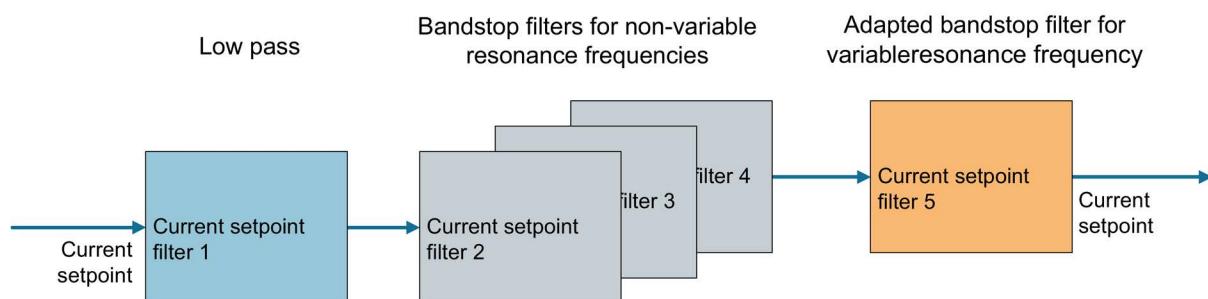 Low pass
Bandstop filters for non-variable
resonance frequencies
Adapted bandstop filter for
variableresonance frequency
Current
setpoint
Current setpoint
filter 1
Current setpoint
filter 2
filter 3
filter 4
Current setpoint
filter 5
Current
setpoint